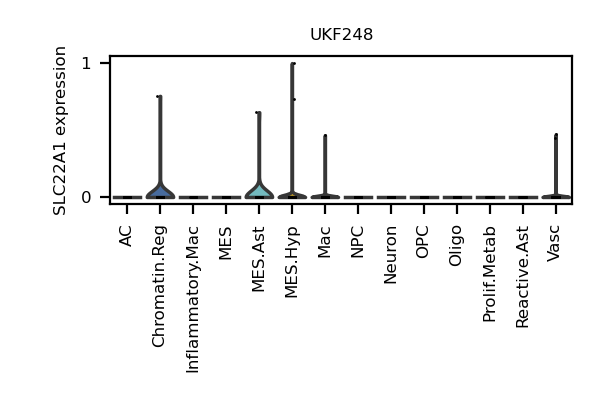 UKF248
SLC22A1 expression
1
0
AC
Chromatin.Reg
Inflammatory.Mac
MES
MES.Ast
MES.Hyp
Mac
NPC
Neuron
OPC
Oligo
Prolif.Metab
Reactive.Ast
Vasc